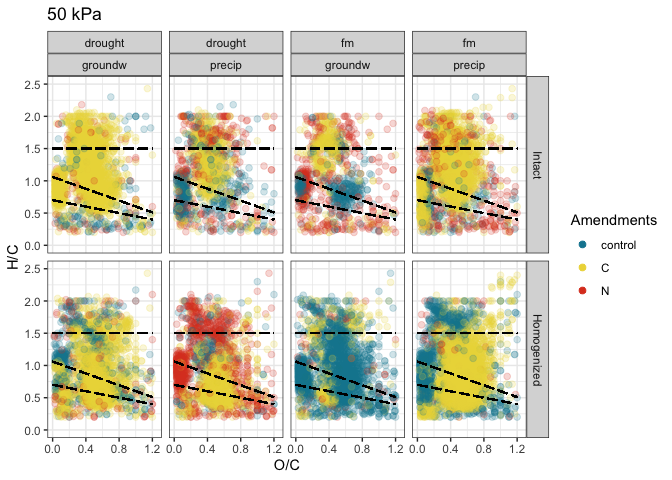 50 kPa
drought drought fm fm
groundw precip groundw precip
2.5
2.0
1.5
1.0
0.5
0.0
Intact
2.5
2.0
1.5
1.0
0.5
0.0
Homogenized
H/C
0.0 0.4 0.8 1.2 0.0 0.4 0.8 1.2 0.0 0.4 0.8 1.2 0.0 0.4 0.8 1.2
O/C
Amendments
control
C
N